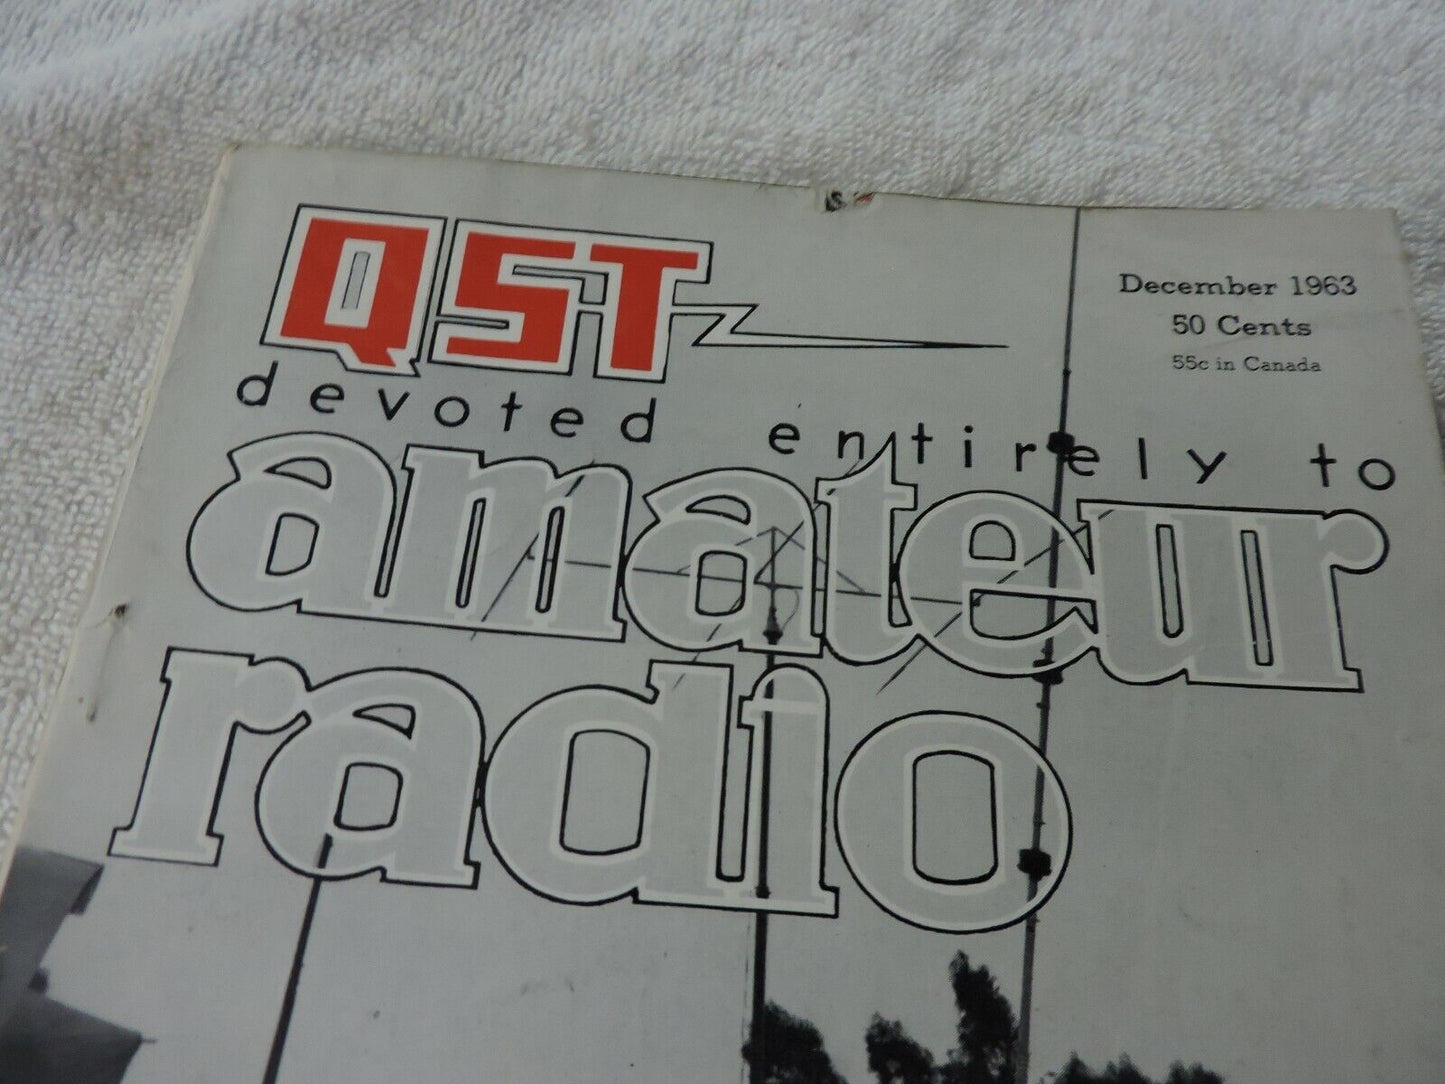 QST
December 1963
50 Cents
55c in Canada
devoted entirely to
amateur
radio